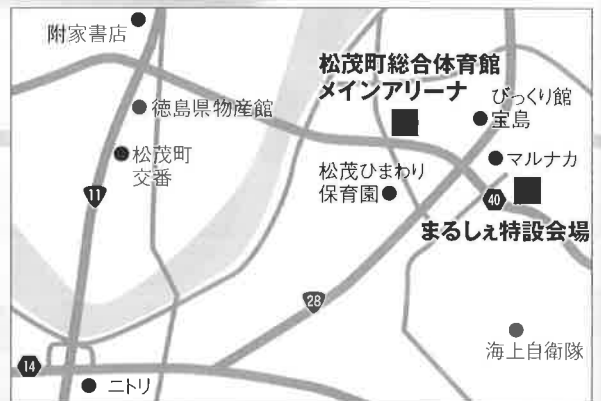 附家書店
松茂町総合体育館
メインアリーナ
びっくり館
宝島
徳島県物産館
松茂町
交番
マルナカ
松茂ひまわり
保育園
11
40
まるしぇ特設会場
28
海上自衛隊
14
ニトリ